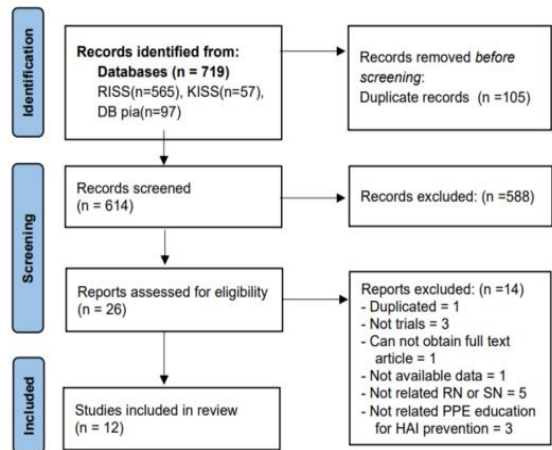 Identification
Records identified from:
Databases (n = 719)
RISS(n=565), KISS(n=57),
DB pia(n=97)
Records removed before
screening:
Duplicate records (n =105)
Screening
Records screened
(n = 614)
Records excluded: (n =588)
Reports assessed for eligibility
(n = 26)
Reports excluded: (n =14)
- Duplicated = 1
- Not trials = 3
- Can not obtain full text
article = 1
- Not available data = 1
- Not related RN or SN = 5
- Not related PPE education
for HAI prevention = 3
Included
Studies included in review
(n = 12)